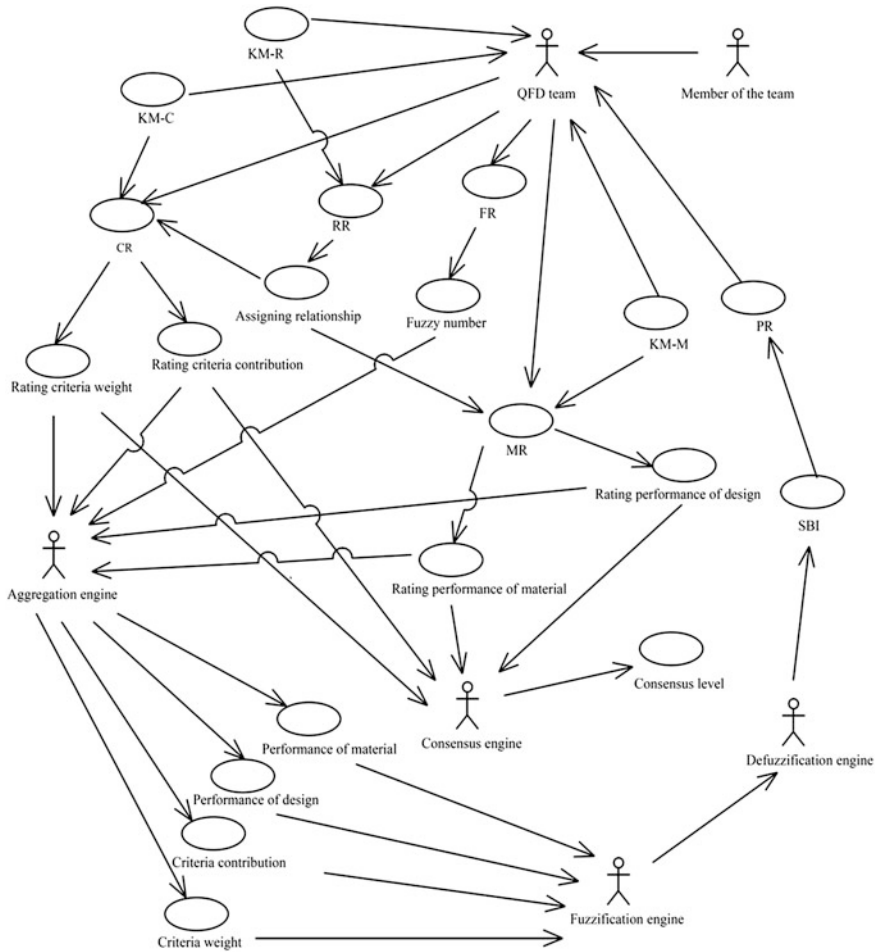 KM-R
QFD team
Member of the team
KM-C
RR
FR
CR
Assigning relationship
Fuzzy number
KM-M
PR
Rating criteria weight
Rating criteria contribution
MR
Rating performance of design
SBI
Aggregation engine
Rating performance of material
Consensus level
Consensus engine
Defuzzification engine
Performance of material
Performance of design
Criteria contribution
Fuzzification engine
Criteria weight